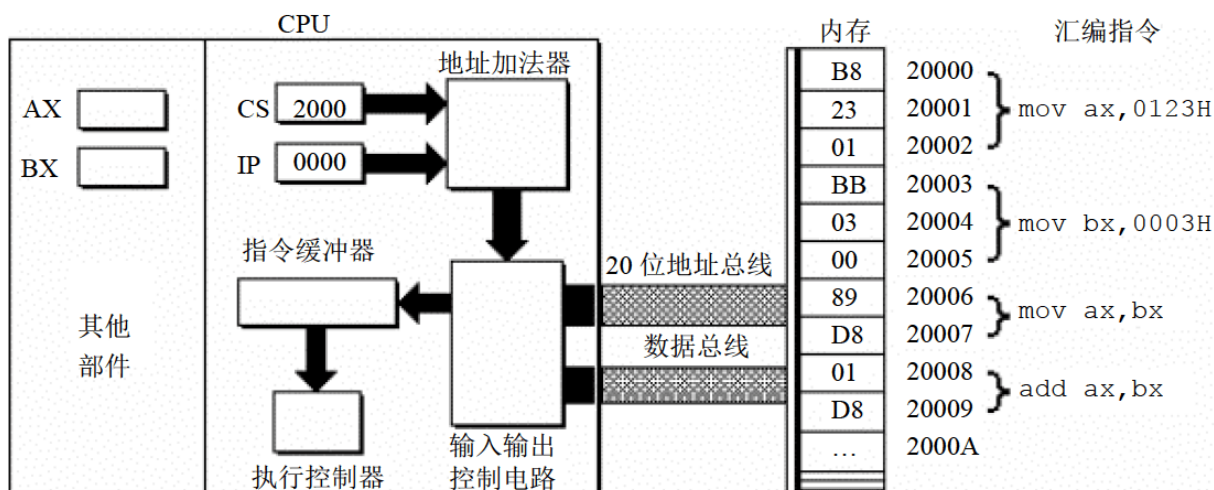 CPU
AX
BX
其他
部件
CS
2000
IP
0000
地址加法器
指令缓冲器
执行控制器
输入输出
控制电路
20 位地址总线
数据总线
内存
汇编指令
B8 20000
23 20001 mov ax,0123H
01 20002
BB 20003
03 20004 mov bx,0003H
00 20005
89 20006
mov ax,bx
D8 20007
01 20008
add ax,bx
D8 20009
… 2000A